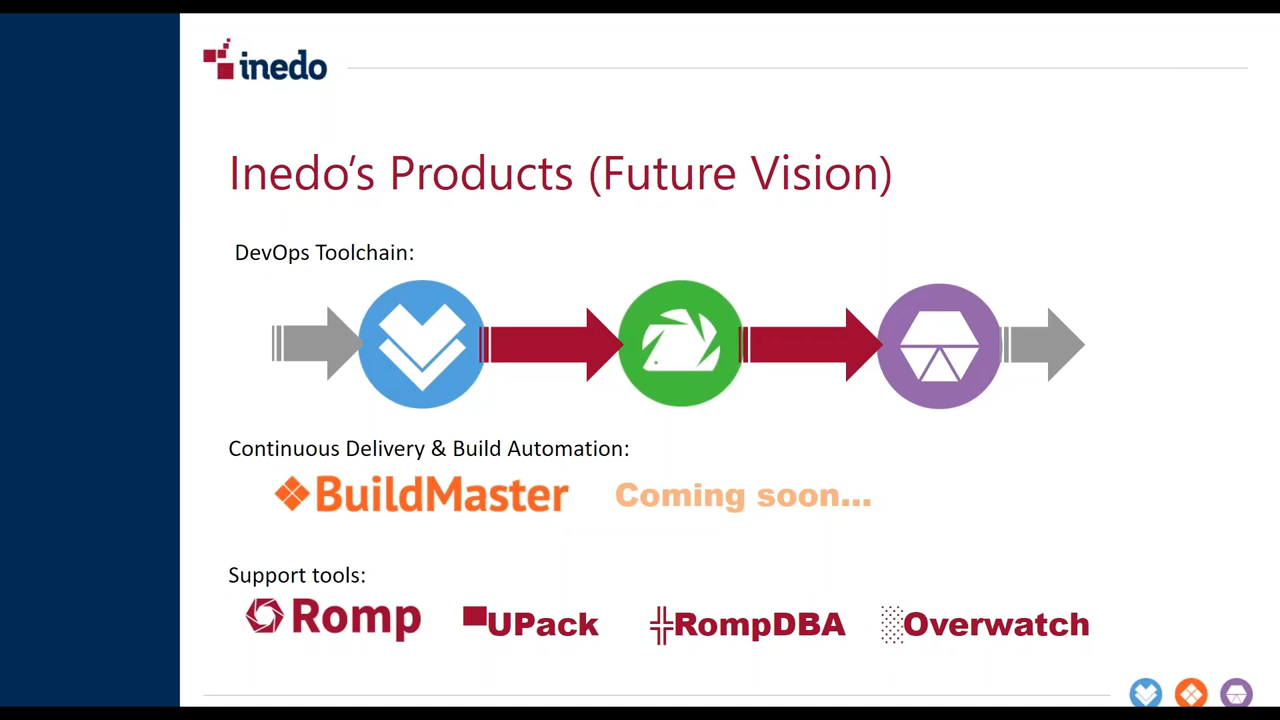 inedo
Inedo’s Products (Future Vision)
DevOps Toolchain:
Continuous Delivery & Build Automation:
BuildMaster Coming soon...
Support tools:
Romp UPack RompDBA Overwatch